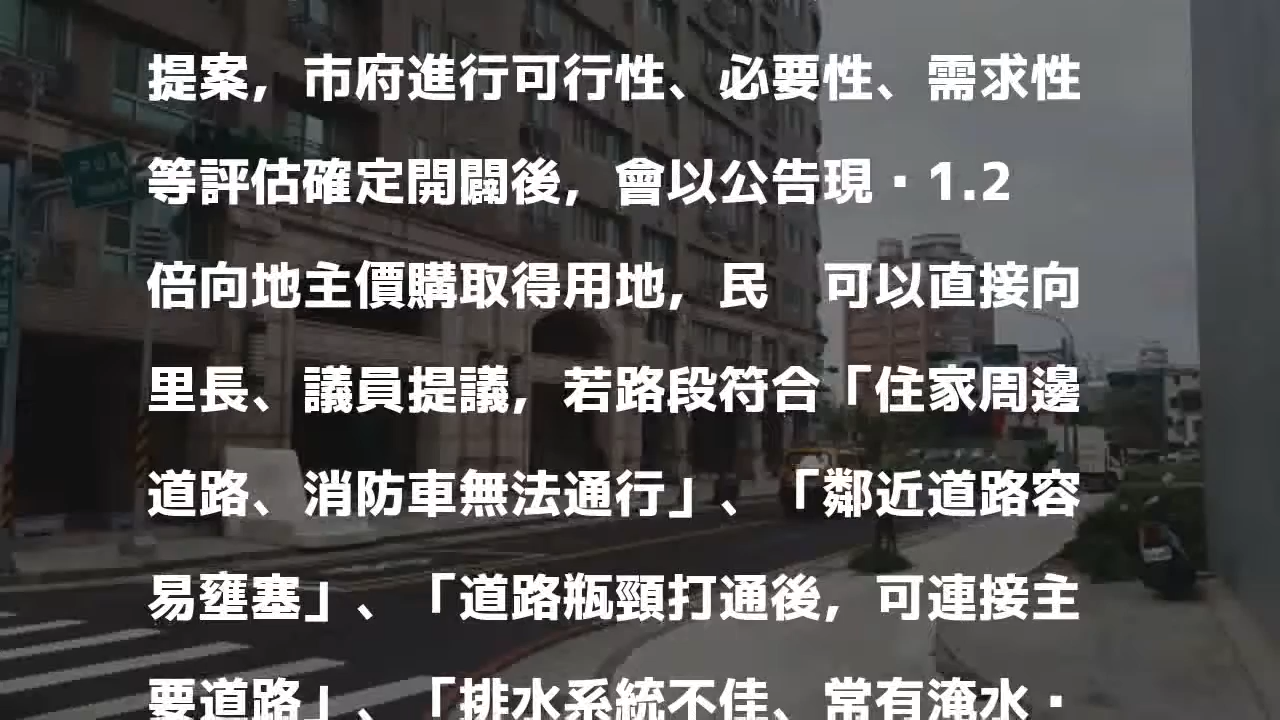 提案，市府進行可行性、必要性、需求性
等評估確定開闢後，會以公告現·1.2
倍向地主價購取得用地，民　可以直接向
里長、議員提議，若路段符合「住家周邊
道路、消防車無法通行」、「鄰近道路容
易壅塞」、「道路瓶頸打通後，可連接主
要道路」、「排水系統不佳、常有淹水·